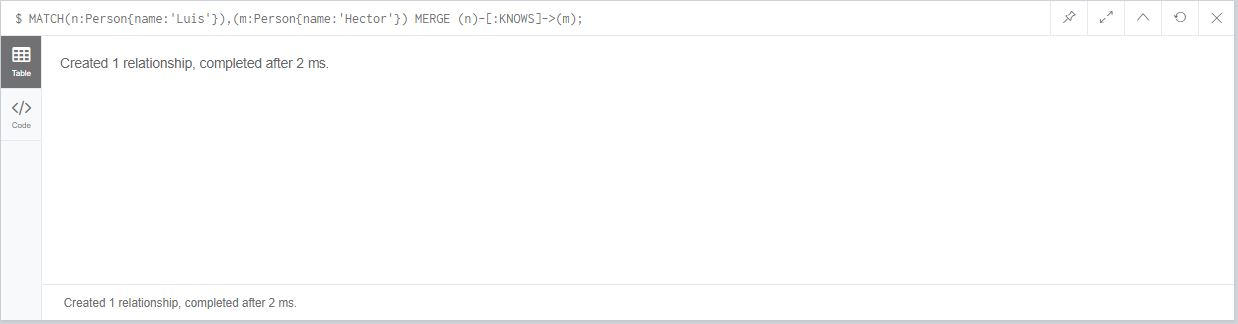 $ MATCH(n:Person{name:'Luis'}),(m:Person{name:'Hector'}) MERGE (n)-[:KNOWS]->(m);
Table
Created 1 relationship, completed after 2 ms.
</> 
Code
Created 1 relationship, completed after 2 ms.